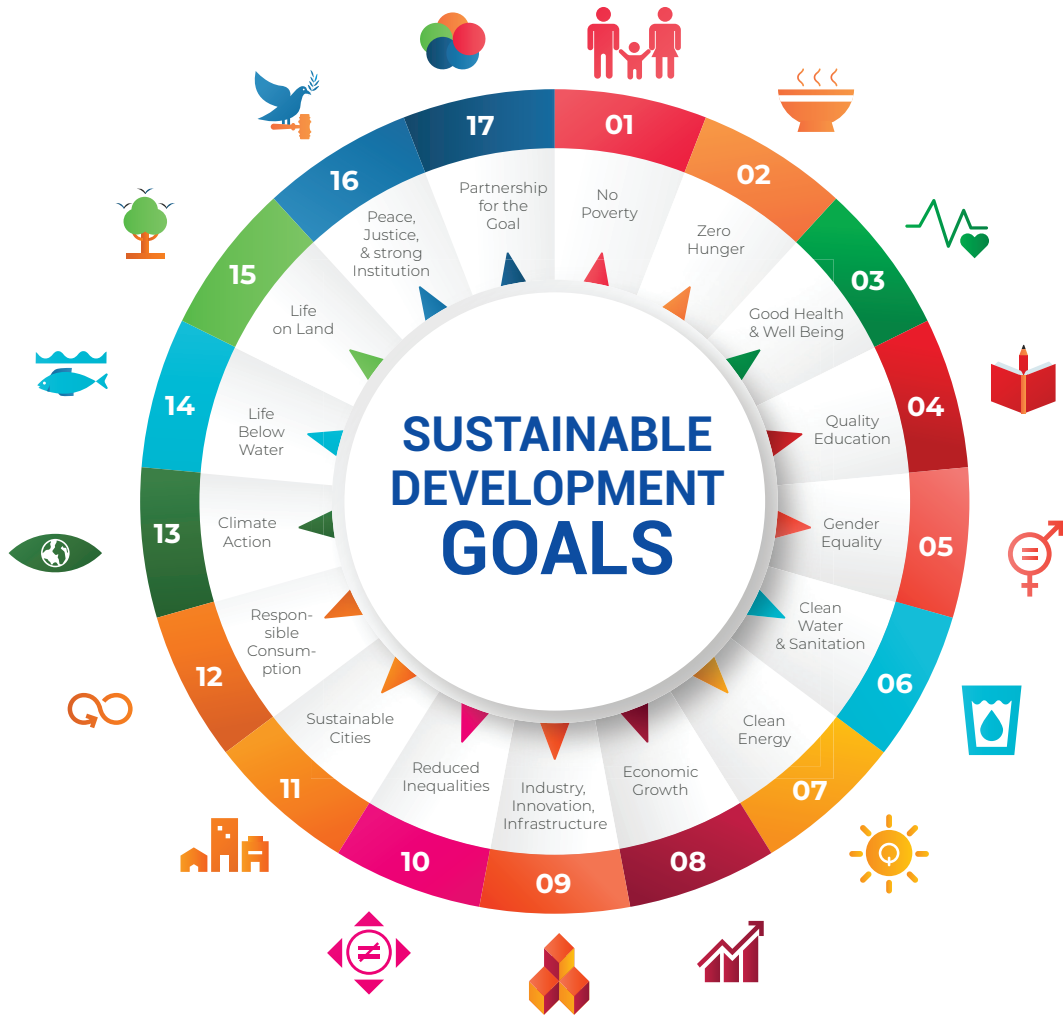 SUSTAINABLE
DEVELOPMENT
GOALS
01
No
Poverty
02
Zero
Hunger
03
Good Health
& Well Being
04
Quality
Education
05
Gender
Equality
06
Clean
Water
& Sanitation
07
Clean
Energy
08
Economic
Growth
09
Industry,
Innovation,
Infrastructure
10
Reduced
Inequalities
11
Sustainable
Cities
12
Respon-
sible
Consum-
ption
13
Climate
Action
14
Life
Below
Water
15
Life
on Land
16
Peace,
Justice,
& strong
Institution
17
Partnership
for the
Goal